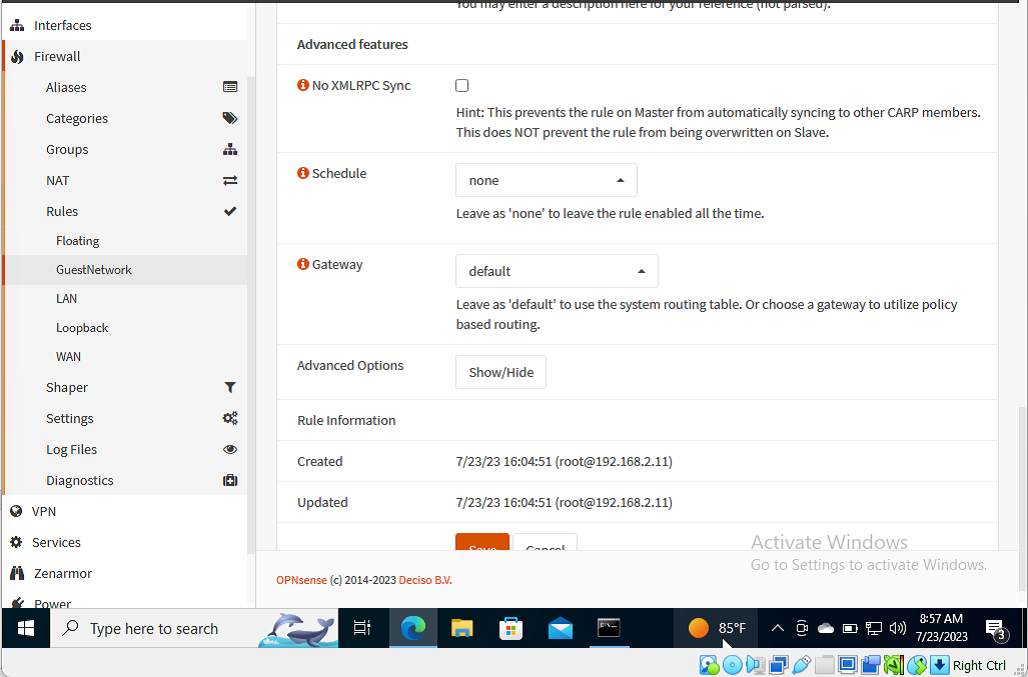 You may enter a description here for your reference (not parsed).
Interfaces
Firewall
Aliases
Categories
Groups
NAT
Rules
Floating
GuestNetwork
LAN
Loopback
WAN
Shaper
Settings
Log Files
Diagnostics
VPN
Services
Zenarmor
Power
Advanced features
No XMLRPC Sync
Hint: This prevents the rule on Master from automatically syncing to other CARP members.
This does NOT prevent the rule from being overwritten on Slave.
Schedule
none
Leave as 'none' to leave the rule enabled all the time.
Gateway
default
Leave as 'default' to use the system routing table. Or choose a gateway to utilize policy
based routing.
Advanced Options
Show/Hide
Rule Information
Created
7/23/23 16:04:51 (root@192.168.2.11)
Updated
7/23/23 16:04:51 (root@192.168.2.11)
Save
Cancel
Activate Windows
Go to Settings to activate Windows.
OPNsense (c) 2014-2023 Deciso B.V.
Type here to search
85°F
8:57 AM
7/23/2023
3
Right Ctrl